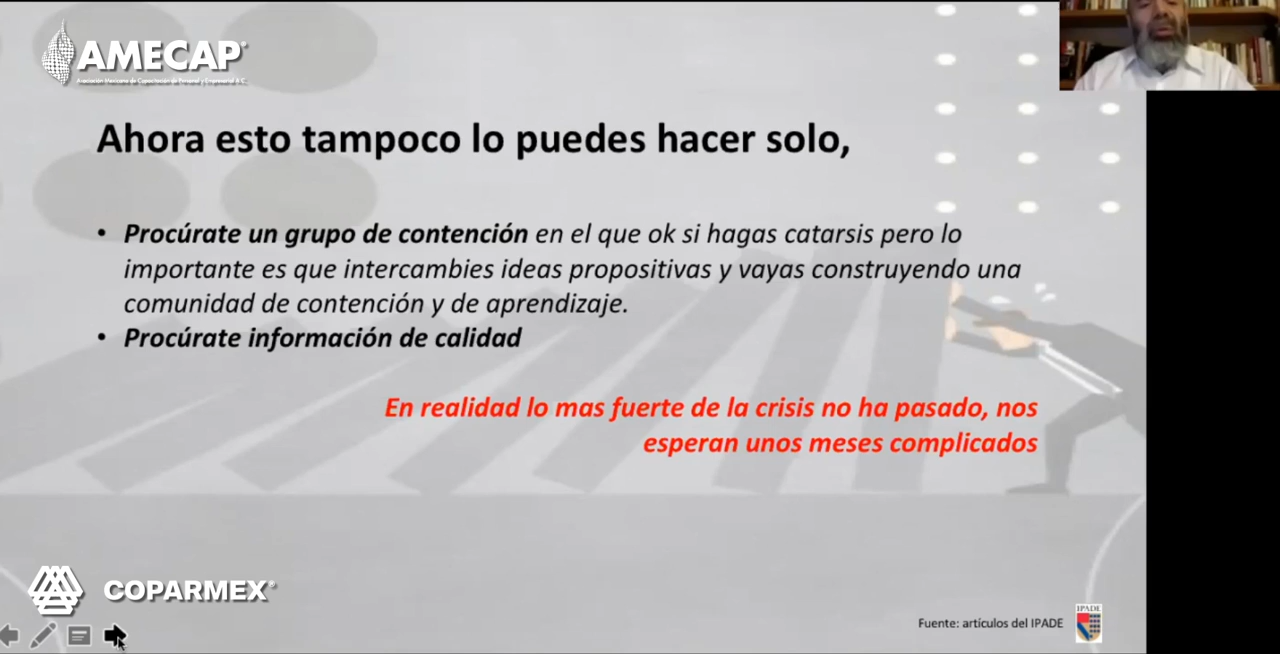 AMECAP
Ahora esto tampoco lo puedes hacer solo,
• Procúrate un grupo de contención en el que ok si hagas catarsis pero lo
importante es que intercambies ideas propositivas y vayas construyendo una
comunidad de contención y de aprendizaje.
• Procúrate información de calidad
En realidad lo mas fuerte de la crisis no ha pasado, nos
esperan unos meses complicados
COPARMEX®
Fuente: artículos del IPADE
IPADE